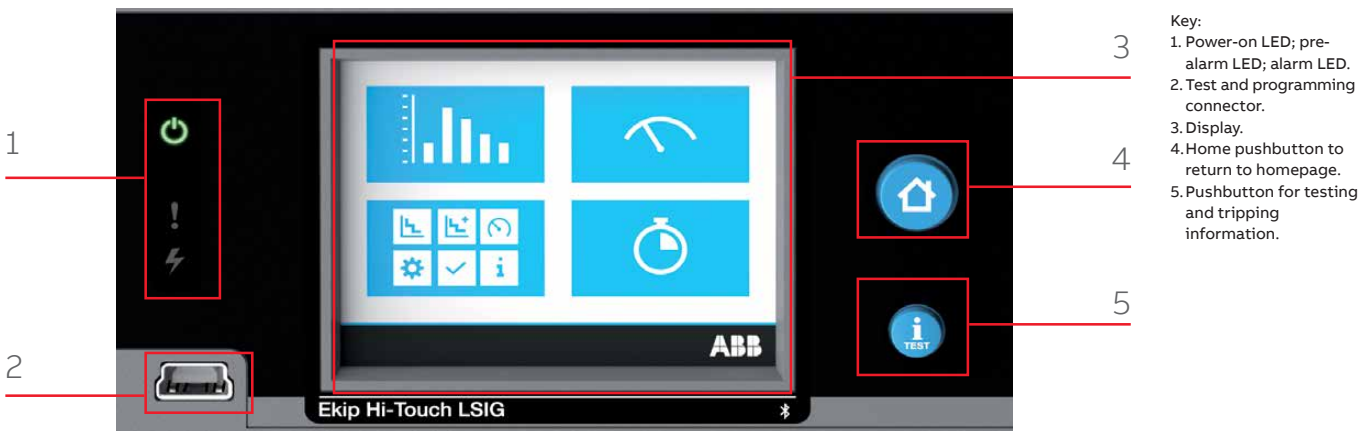 1
2
3
4
5
ABB
Ekip Hi-Touch LSIG
i
i
TEST
Key:
1. Power-on LED; pre-
alarm LED; alarm LED.
2. Test and programming
connector.
3. Display.
4. Home pushbutton to
return to homepage.
5. Pushbutton for testing
and tripping
information.